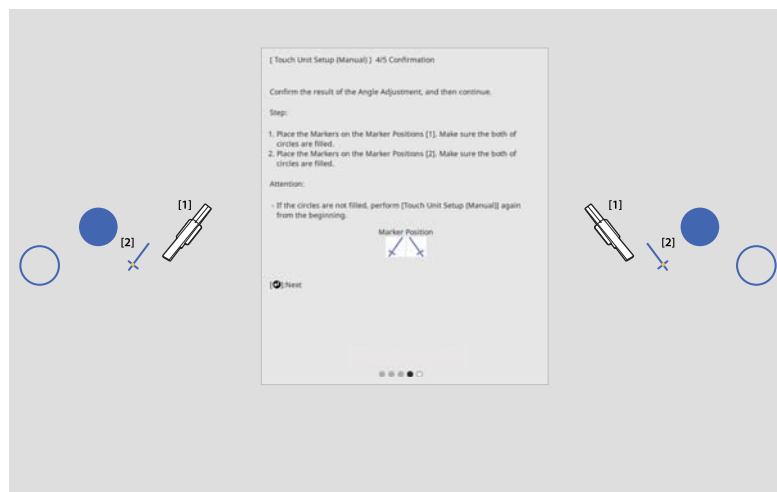 [ Touch Unit Setup (Manual) ] 4/5 Confirmation
Confirm the result of the Angle Adjustment, and then continue.
Step:
1. Place the Markers on the Marker Positions [1]. Make sure the both of
circles are filled.
2. Place the Markers on the Marker Positions [2]. Make sure the both of
circles are filled.
Attention:
- If the circles are not filled, perform [Touch Unit Setup (Manual)] again
from the beginning.
[1]
[1]
Marker Position
[2]
[2]
[ ]:Next